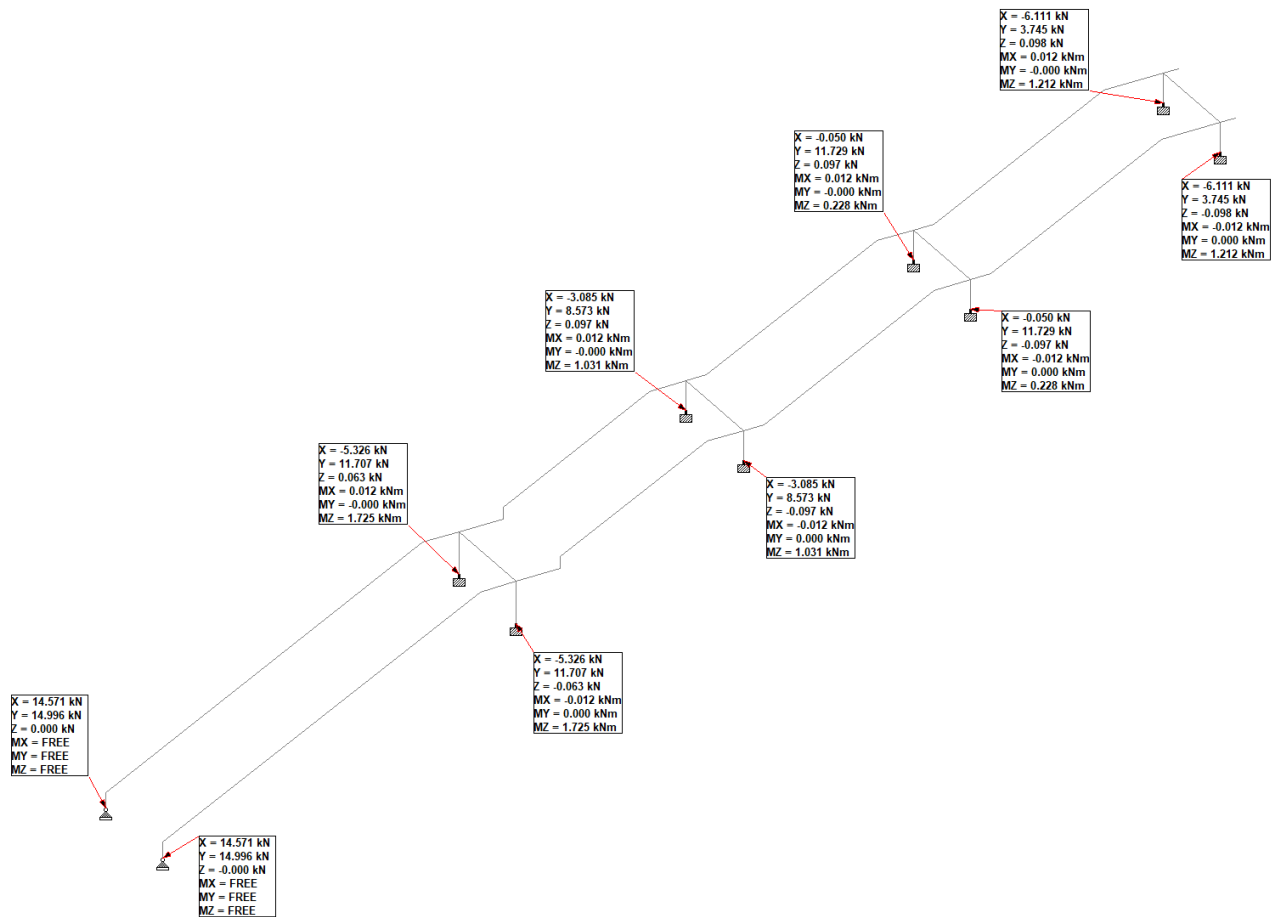 X = -6.111 kN
Y = 3.745 kN
Z = 0.098 kN
MX = 0.012 kNm
MY = -0.000 kNm
MZ = 1.212 kNm
X = -0.050 kN
Y = 11.729 kN
Z = 0.097 kN
MX = 0.012 kNm
MY = -0.000 kNm
MZ = 0.228 kNm
X = -6.111 kN
Y = 3.745 kN
Z = -0.098 kN
MX = -0.012 kNm
MY = 0.000 kNm
MZ = 1.212 kNm
X = -3.085 kN
Y = 8.573 kN
Z = 0.097 kN
MX = 0.012 kNm
MY = -0.000 kNm
MZ = 1.031 kNm
X = -0.050 kN
Y = 11.729 kN
Z = -0.097 kN
MX = -0.012 kNm
MY = 0.000 kNm
MZ = 0.228 kNm
X = -5.326 kN
Y = 11.707 kN
Z = 0.063 kN
MX = 0.012 kNm
MY = -0.000 kNm
MZ = 1.725 kNm
X = -3.085 kN
Y = 8.573 kN
Z = -0.097 kN
MX = -0.012 kNm
MY = 0.000 kNm
MZ = 1.031 kNm
X = -5.326 kN
Y = 11.707 kN
Z = -0.063 kN
MX = -0.012 kNm
MY = 0.000 kNm
MZ = 1.725 kNm
X = 14.571 kN
Y = 14.996 kN
Z = 0.000 kN
MX = FREE
MY = FREE
MZ = FREE
X = 14.571 kN
Y = 14.996 kN
Z = -0.000 kN
MX = FREE
MY = FREE
MZ = FREE